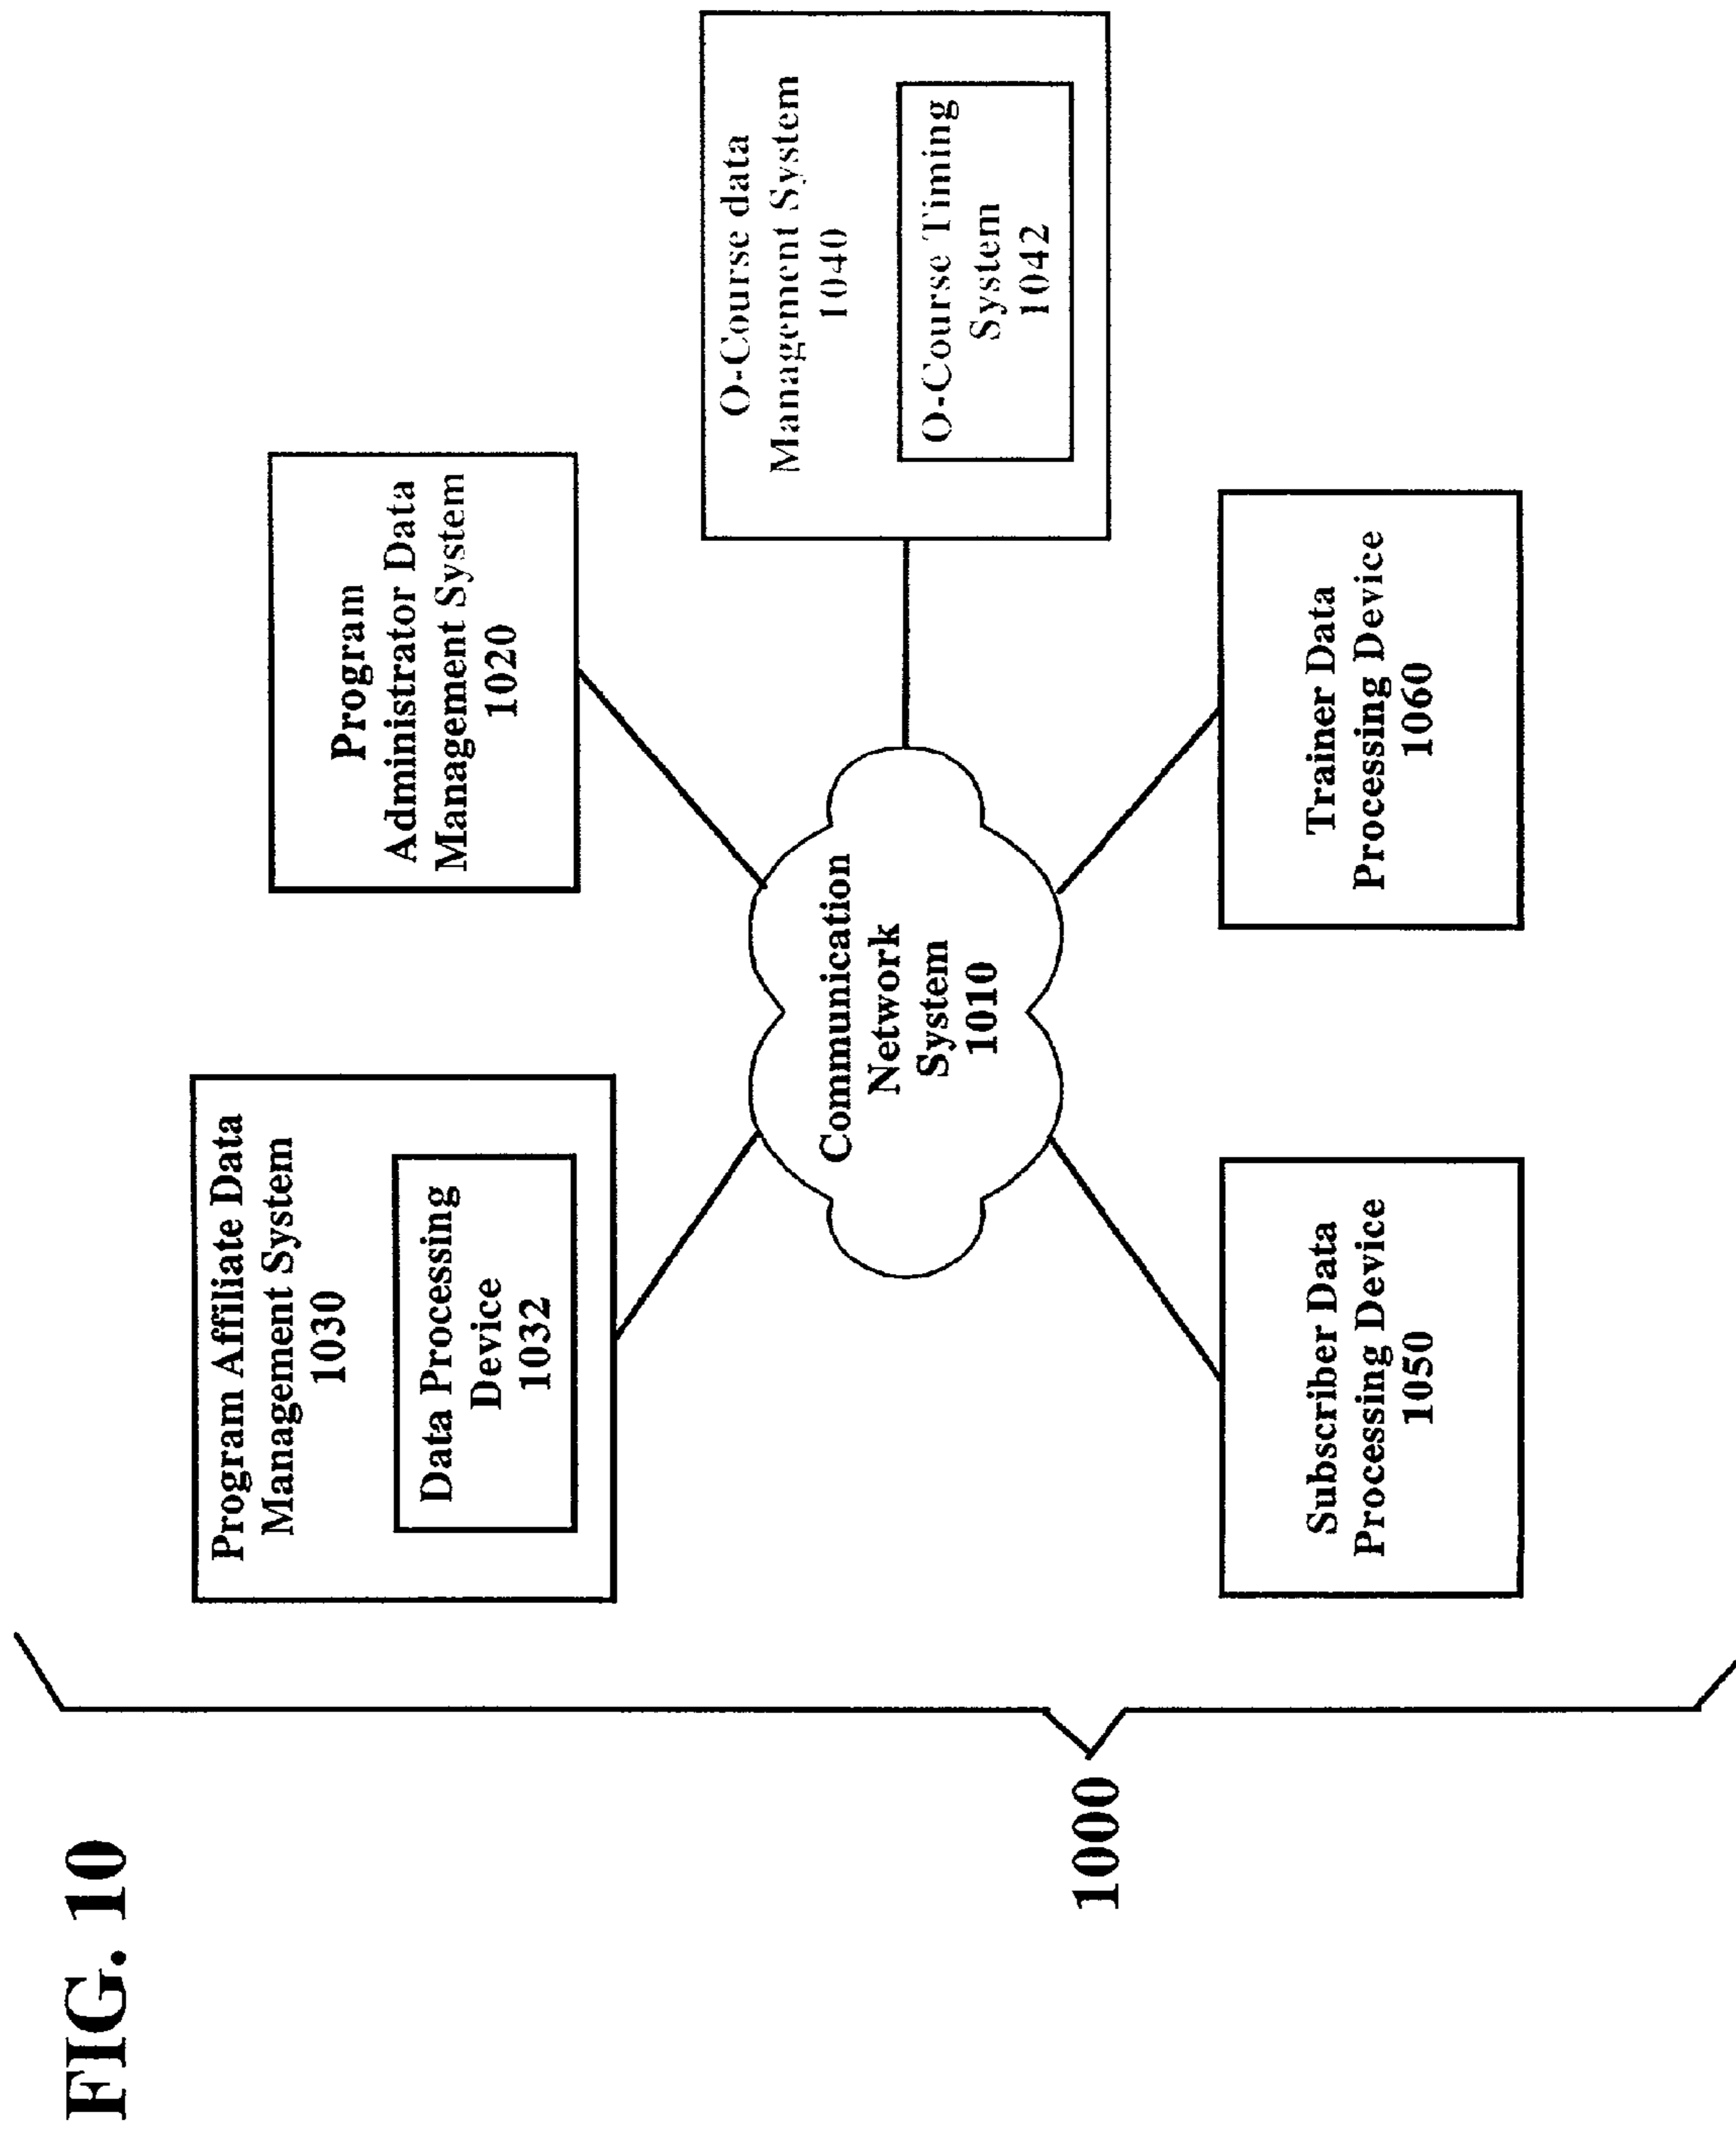 FIG. 10
1000
Program Affiliate Data
Management System
1030
Data Processing
Device
1032
Program
Administrator Data
Management System
1020
Communication
Network
System
1010
O-Course data
Management System
1040
O-Course Timing
System
1042
Subscriber Data
Processing Device
1050
Trainer Data
Processing Device
1060